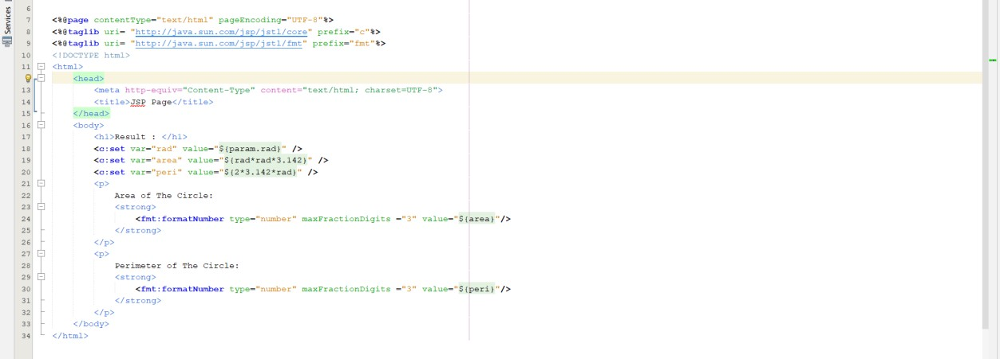 Services
6
7 <%@page contentType="text/html" pageEncoding="UTF-8"%>
8 <%@taglib uri= "http://java.sun.com/jsp/jstl/core" prefix="c"%>
9 <%@taglib uri= "http://java.sun.com/jsp/jstl/fmt" prefix="fmt"%>
10 <!DOCTYPE html>
11 <html>
<head>
13 <meta http-equiv="Content-Type" content="text/html; charset=UTF-8">
14 <title>JSP Page</title>
15 </head>
16 <body>
17 <h1>Result : </h1>
18 <c:set var="rad" value="${param.rad}" />
19 <c:set var="area" value="${rad*rad*3.142}" />
20 <c:set var="peri" value="${2*3.142*rad}" />
21 <p>
22 Area of The Circle:
23 <strong>
24 <fmt:formatNumber type="number" maxFractionDigits ="3" value="${area}"/>
25 </strong>
26 </p>
27 <p>
28 Perimeter of The Circle:
29 <strong>
30 <fmt:formatNumber type="number" maxFractionDigits ="3" value="${peri}"/>
31 </strong>
32 </p>
33 </body>
34 </html>